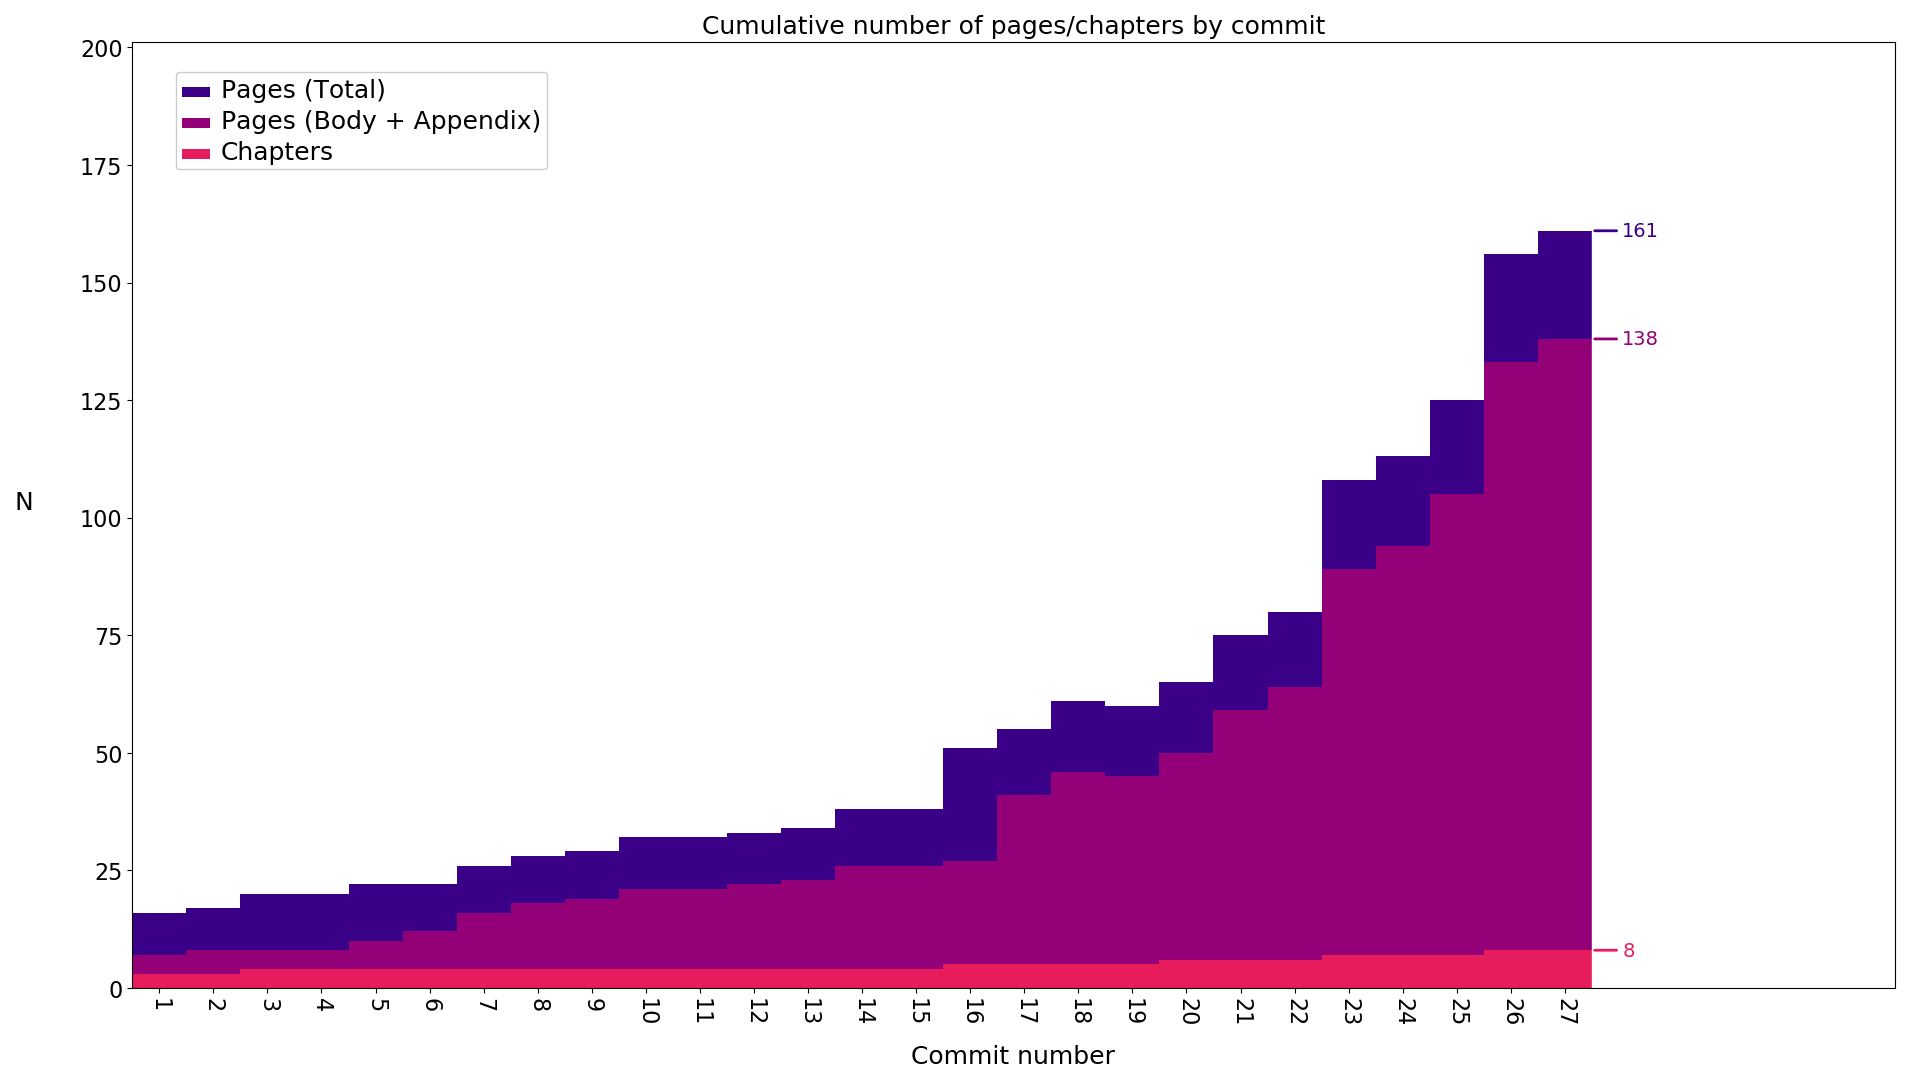 Cumulative number of pages/chapters by commit
200
175
150
125
100
75
50
25
0
N
Pages (Total)
Pages (Body + Appendix)
Chapters
161
138
8
1 2 3 4 5 6 7 8 9 10 11 12 13 14 15 16 17 18 19 20 21 22 23 24 25 26 27
Commit number